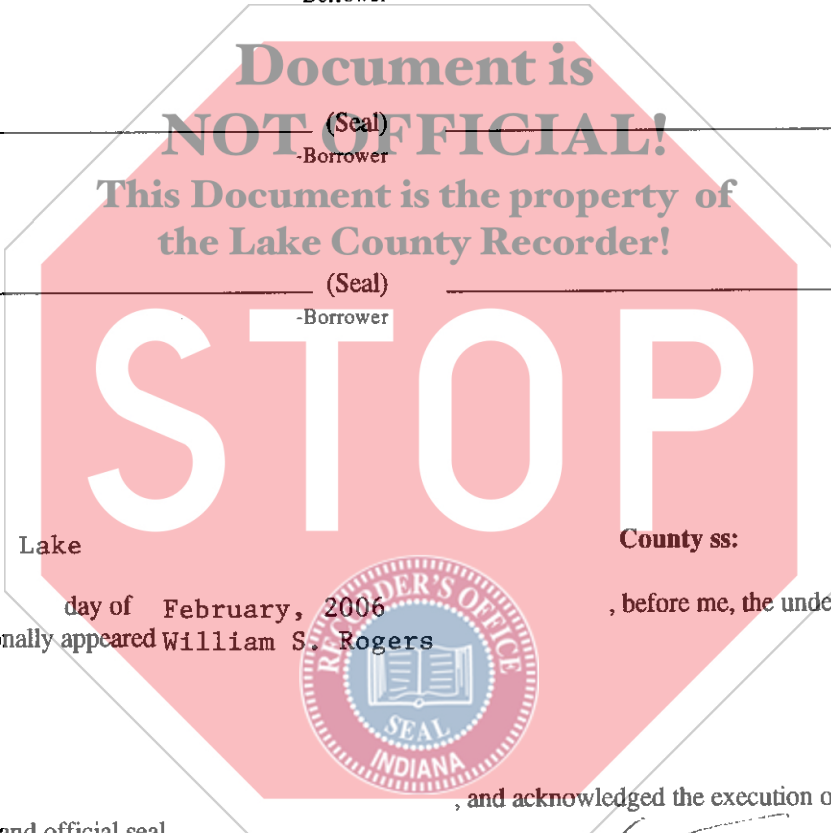 Document is
(Seal)
NOT OFFICIAL!
-Borrower
This Document is the property of
the Lake County Recorder!
(Seal)
-Borrower
STOP
Lake County ss:
day of February, 2006 , before me, the unde
nally appeared William S. Rogers
RECORDER'S OFFICE
SEAL
INDIANA
, and acknowledged the execution o
and official seal